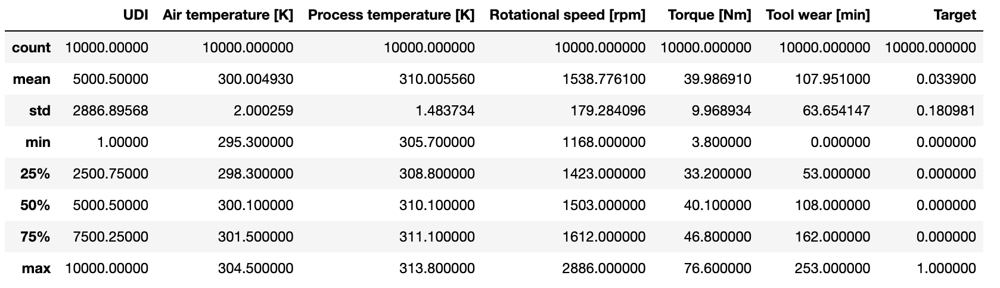 UDI Air temperature [K] Process temperature [K] Rotational speed [rpm] Torque [Nm] Tool wear [min] Target
count 10000.00000 10000.000000 10000.000000 10000.000000 10000.000000 10000.000000 10000.000000
mean 5000.50000 300.004930 310.005560 1538.776100 39.986910 107.951000 0.033900
std 2886.89568 2.000259 1.483734 179.284096 9.968934 63.654147 0.180981
min 1.00000 295.300000 305.700000 1168.000000 3.800000 0.000000 0.000000
25% 2500.75000 298.300000 308.800000 1423.000000 33.200000 53.000000 0.000000
50% 5000.50000 300.100000 310.100000 1503.000000 40.100000 108.000000 0.000000
75% 7500.25000 301.500000 311.100000 1612.000000 46.800000 162.000000 0.000000
max 10000.00000 304.500000 313.800000 2886.000000 76.600000 253.000000 1.000000